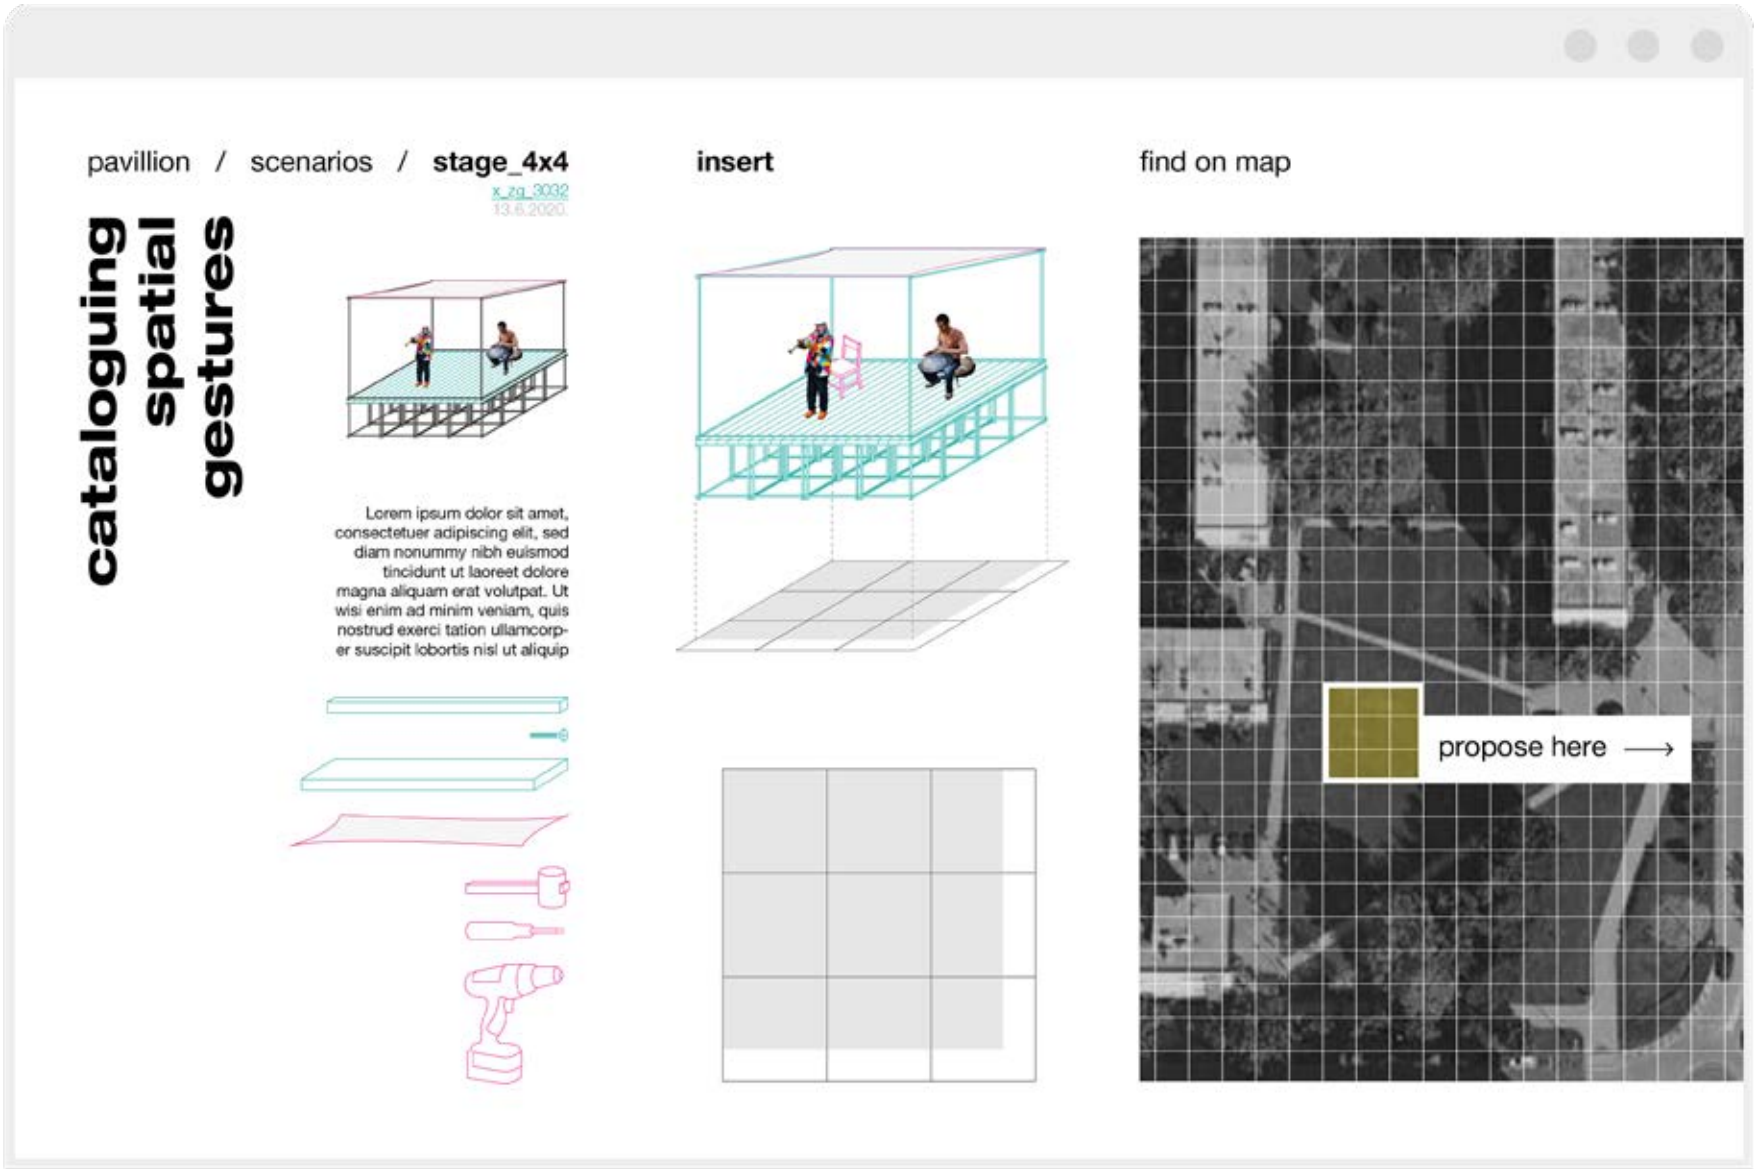 pavillion / scenarios / stage_4x4
x_zg_3032
13.6.2020.
cataloguing
spatial
gestures
Lorem ipsum dolor sit amet,
consectetuer adipiscing elit, sed
diam nonummy nibh euismod
tincidunt ut laoreet dolore
magna aliquam erat volutpat. Ut
wisi enim ad minim veniam, quis
nostrud exerci tation ullamcorp-
er suscipit lobortis nisl ut aliquip
insert
find on map
propose here